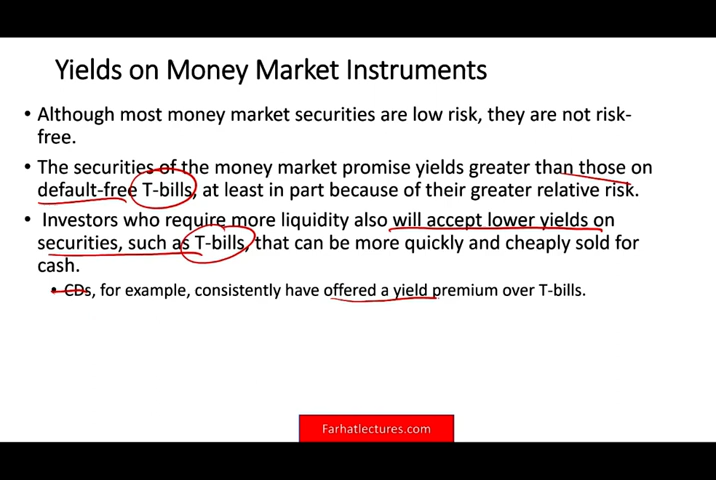 Yields on Money Market Instruments
• Although most money market securities are low risk, they are not risk-
free.
• The securities of the money market promise yields greater than those on
default-free T-bills, at least in part because of their greater relative risk.
• Investors who require more liquidity also will accept lower yields on
securities, such as T-bills, that can be more quickly and cheaply sold for
cash.
• CDs, for example, consistently have offered a yield premium over T-bills.
Farhatlectures.com